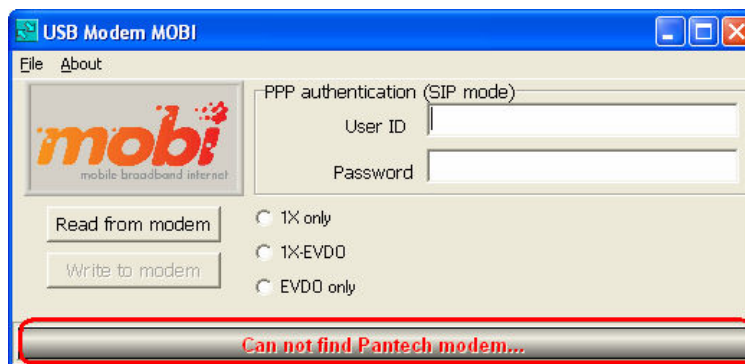 USB Modem MOBI
File About
mobi
mobile broadband internet
PPP authentication (SIP mode)
User ID
Password
Read from modem
Write to modem
1X only
1X-EVDO
EVDO only
Can not find Pantech modem...